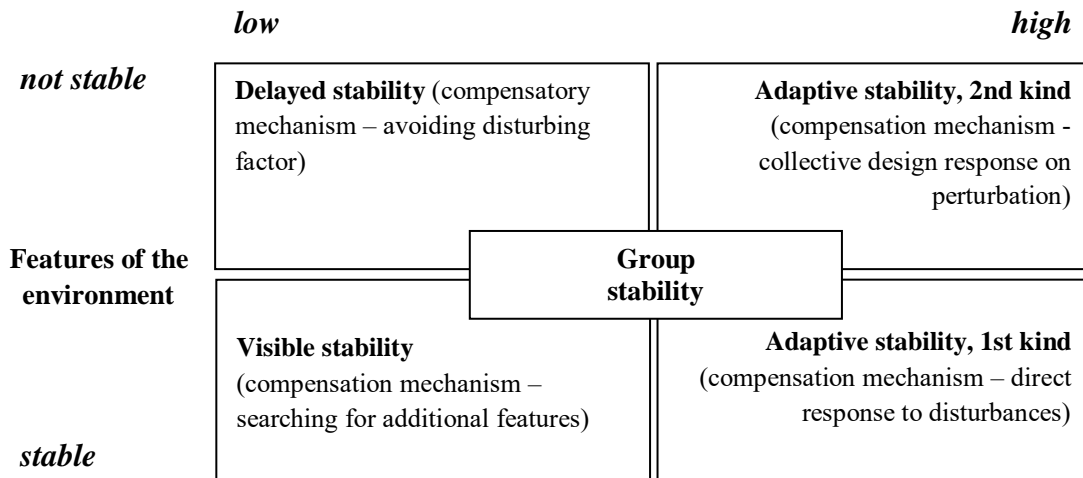 low
high
not stable
Delayed stability (compensatory
mechanism – avoiding disturbing
factor)
Adaptive stability, 2nd kind
(compensation mechanism -
collective design response on
perturbation)
Features of the
environment
Group
stability
Visible stability
(compensation mechanism –
searching for additional features)
Adaptive stability, 1st kind
(compensation mechanism – direct
response to disturbances)
stable